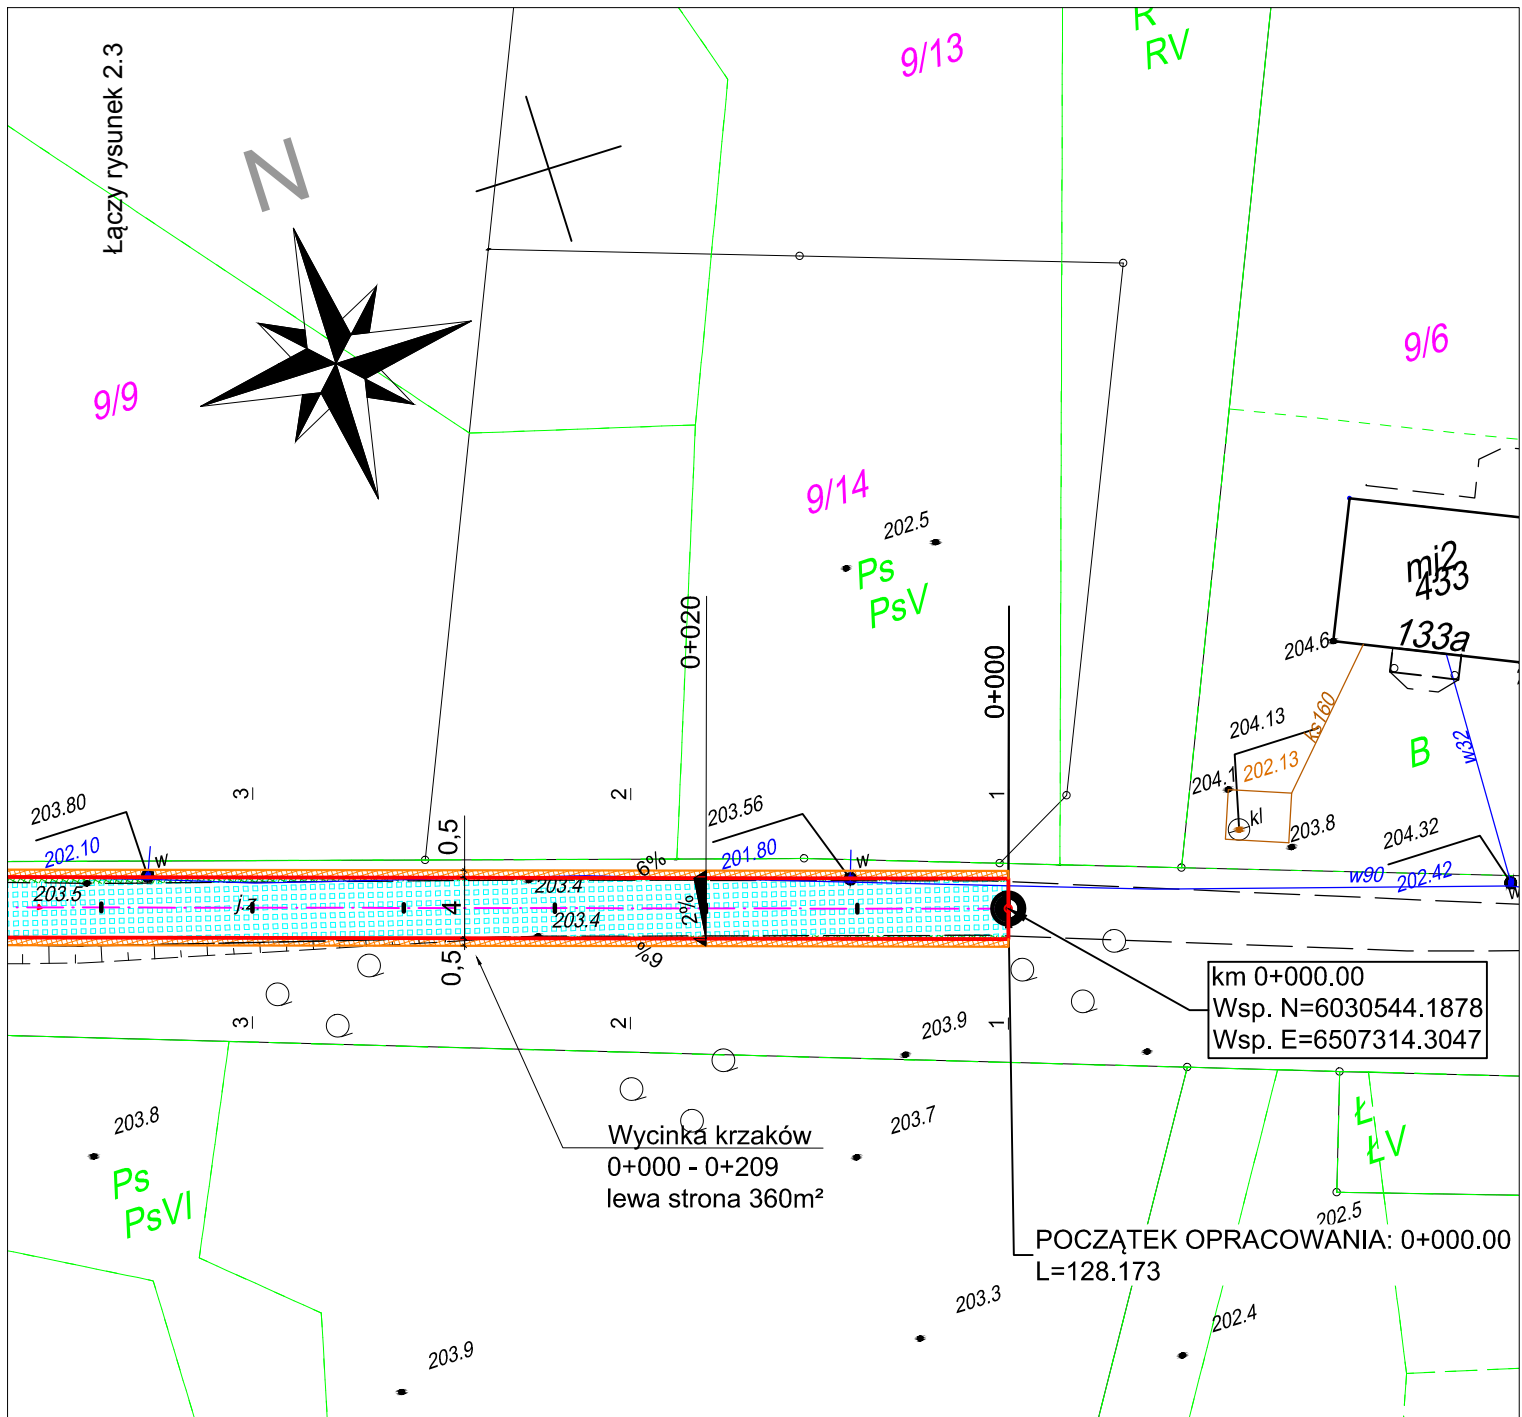 Łączy rysunek 2.3
N
9/13
R
RV
9/9
9/6
9/14
202.5
Ps
PsV
mj2
433
133a
204.6
0+020
0+000
ks160
204.13
202.13
204.1
kl
203.8
B
w32
204.32
w90
202.42
w
203.80
202.10
w
203.5
3
2
1
0,5
4
0,5
203.56
201.80
w
6%
203.4
203.4
2%
6%
j.z
3
2
1
km 0+000.00
Wsp. N=6030544.1878
Wsp. E=6507314.3047
203.9
203.7
203.8
Ps
PsVI
Wycinka krzaków
0+000 - 0+209
lewa strona 360m²
Ł
ŁV
202.5
POCZĄTEK OPRACOWANIA: 0+000.00
L=128.173
203.3
202.4
203.9